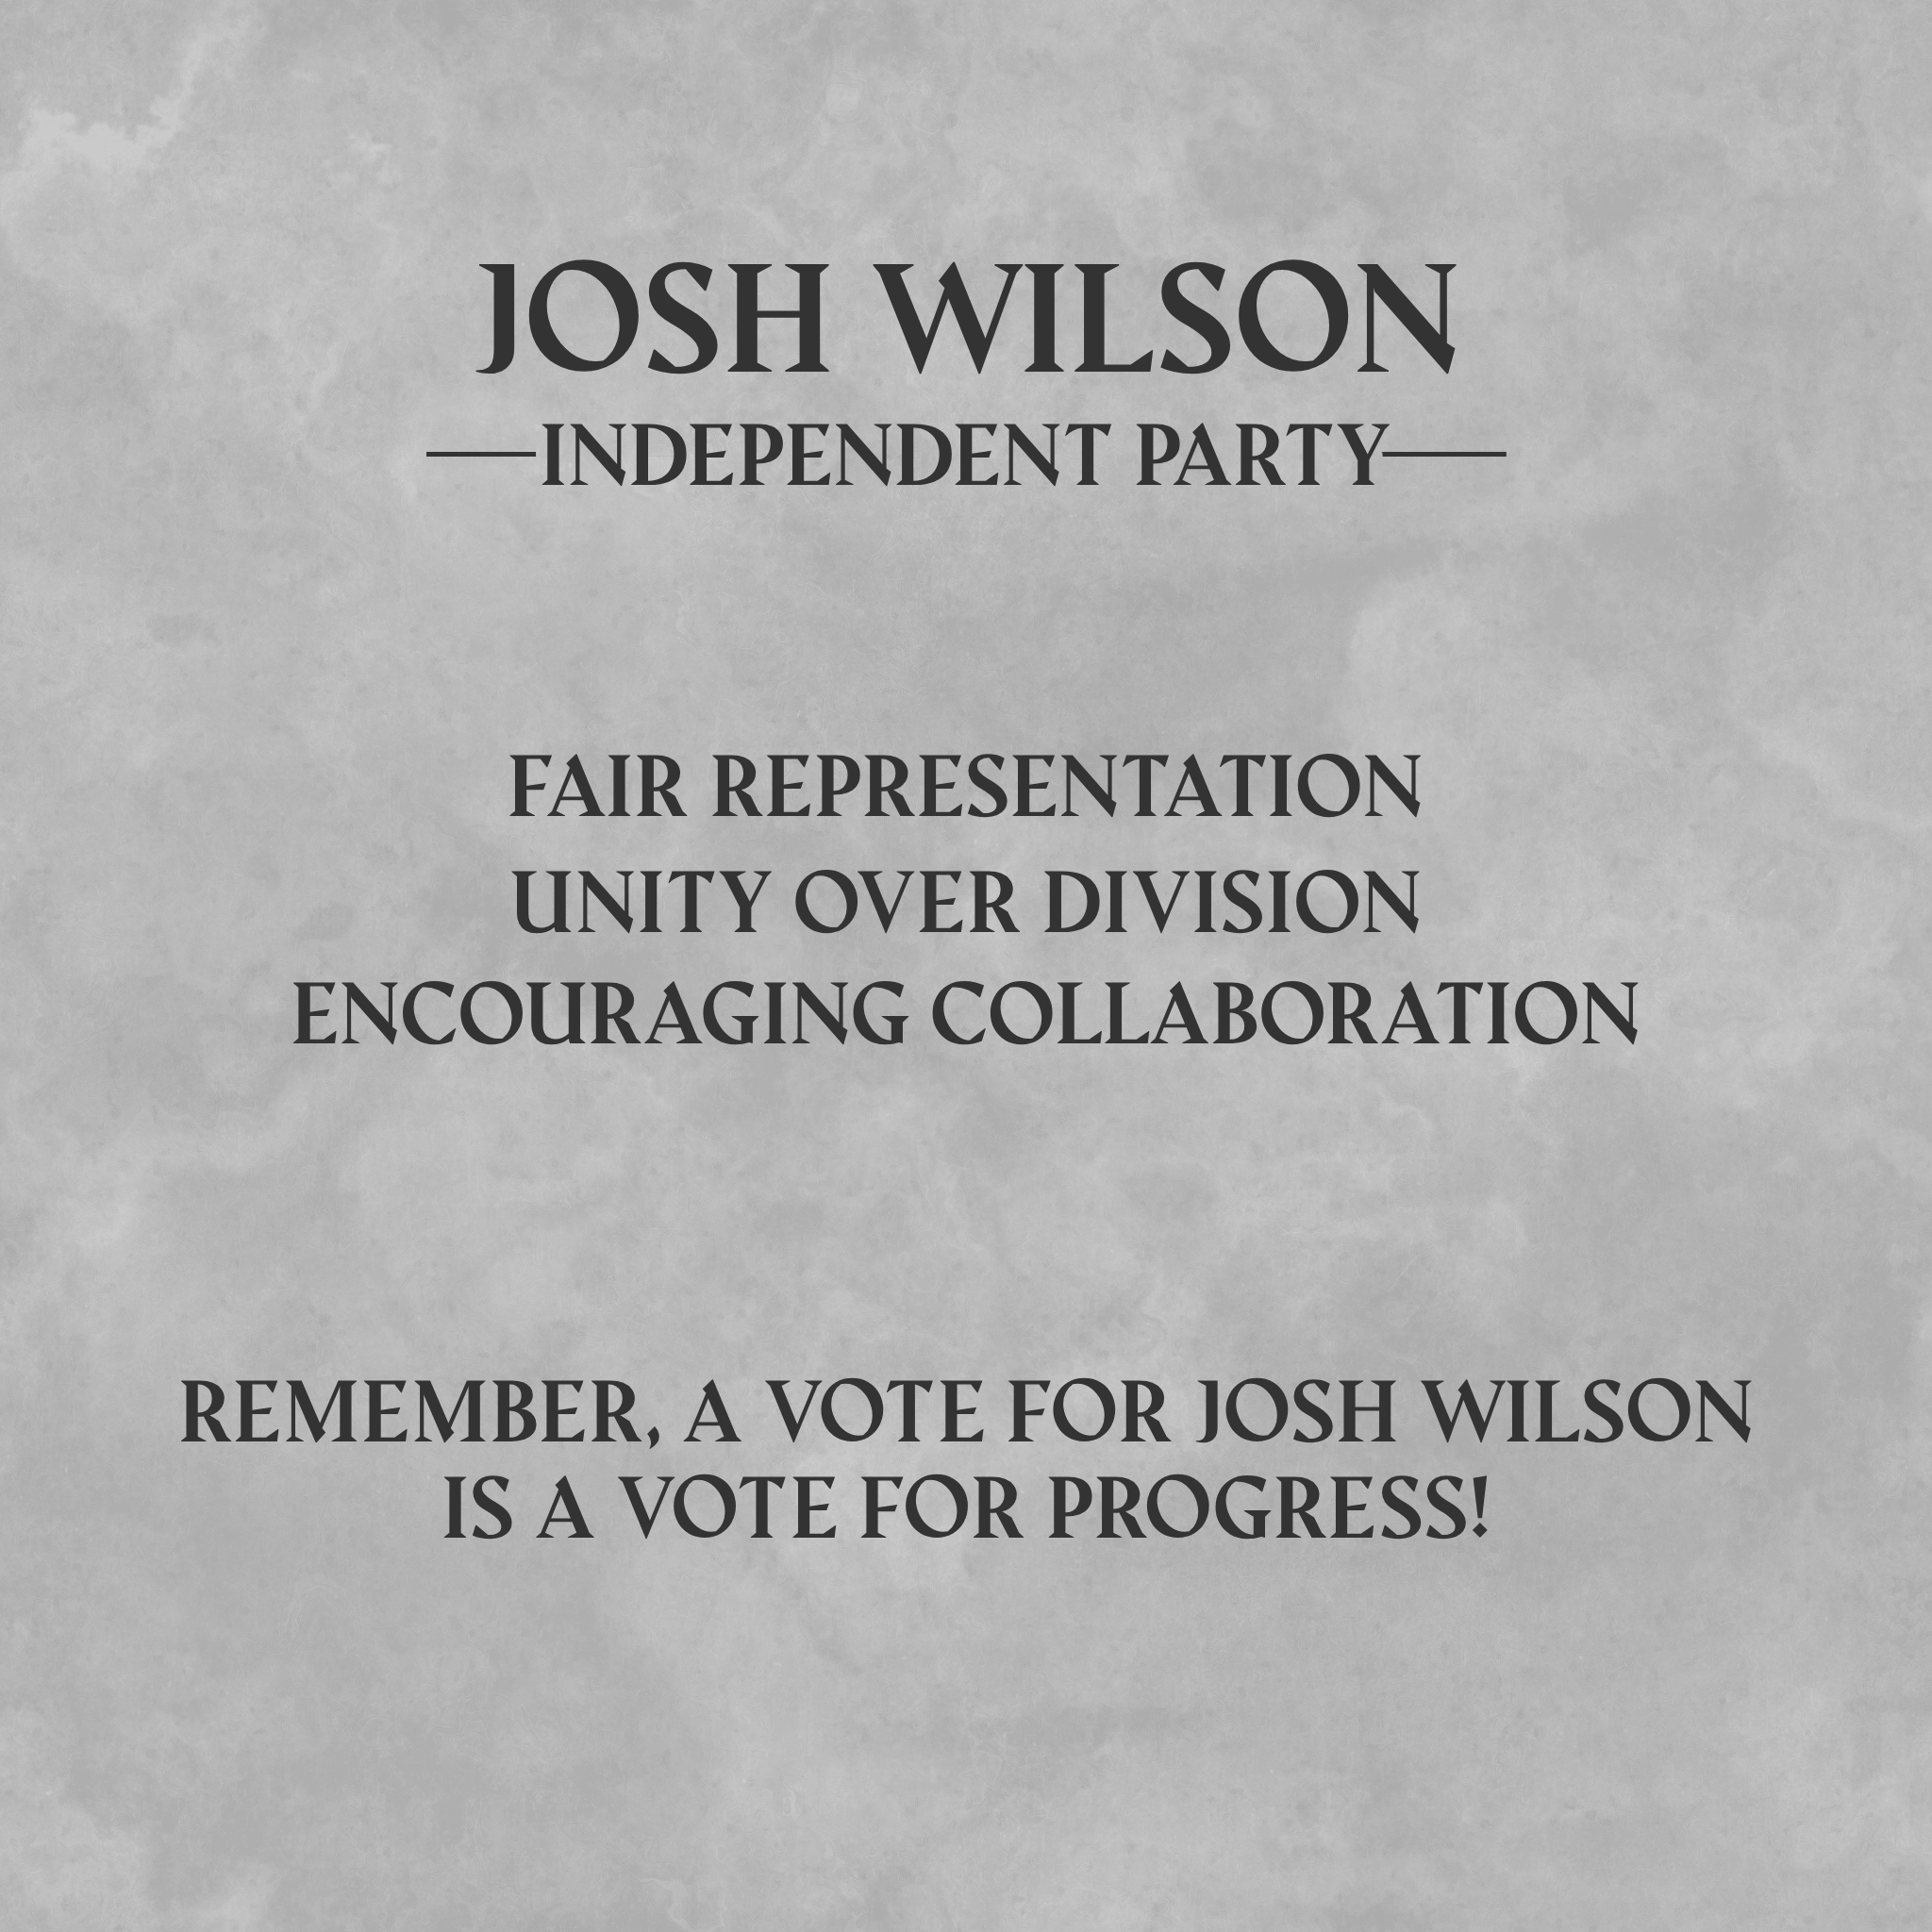 JOSH WILSON
INDEPENDENT PARTY
FAIR REPRESENTATION
UNITY OVER DIVISION
ENCOURAGING COLLABORATION
REMEMBER, A VOTE FOR JOSH WILSON
IS A VOTE FOR PROGRESS!